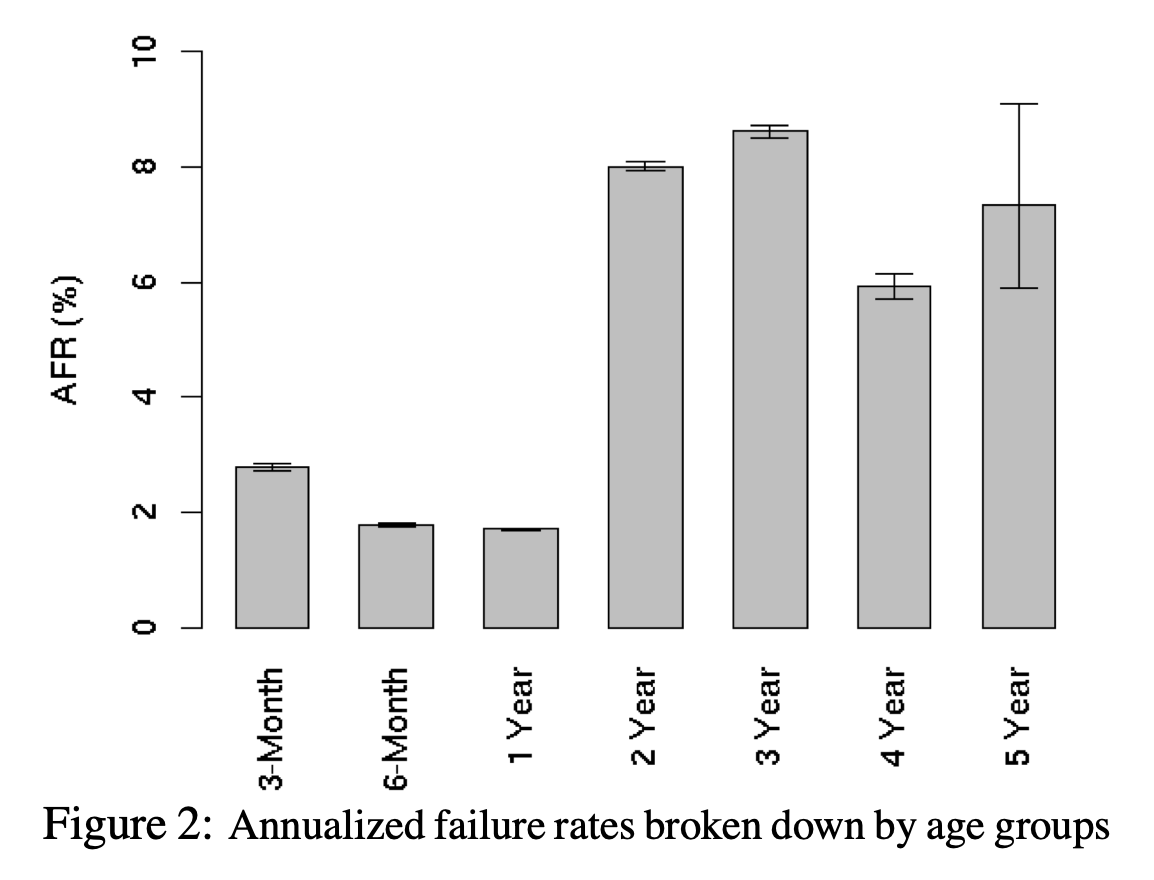 10
8
6
4
2
0
AFR (%)
3-Month
6-Month
1 Year
2 Year
3 Year
4 Year
5 Year
Figure 2: Annualized failure rates broken down by age groups